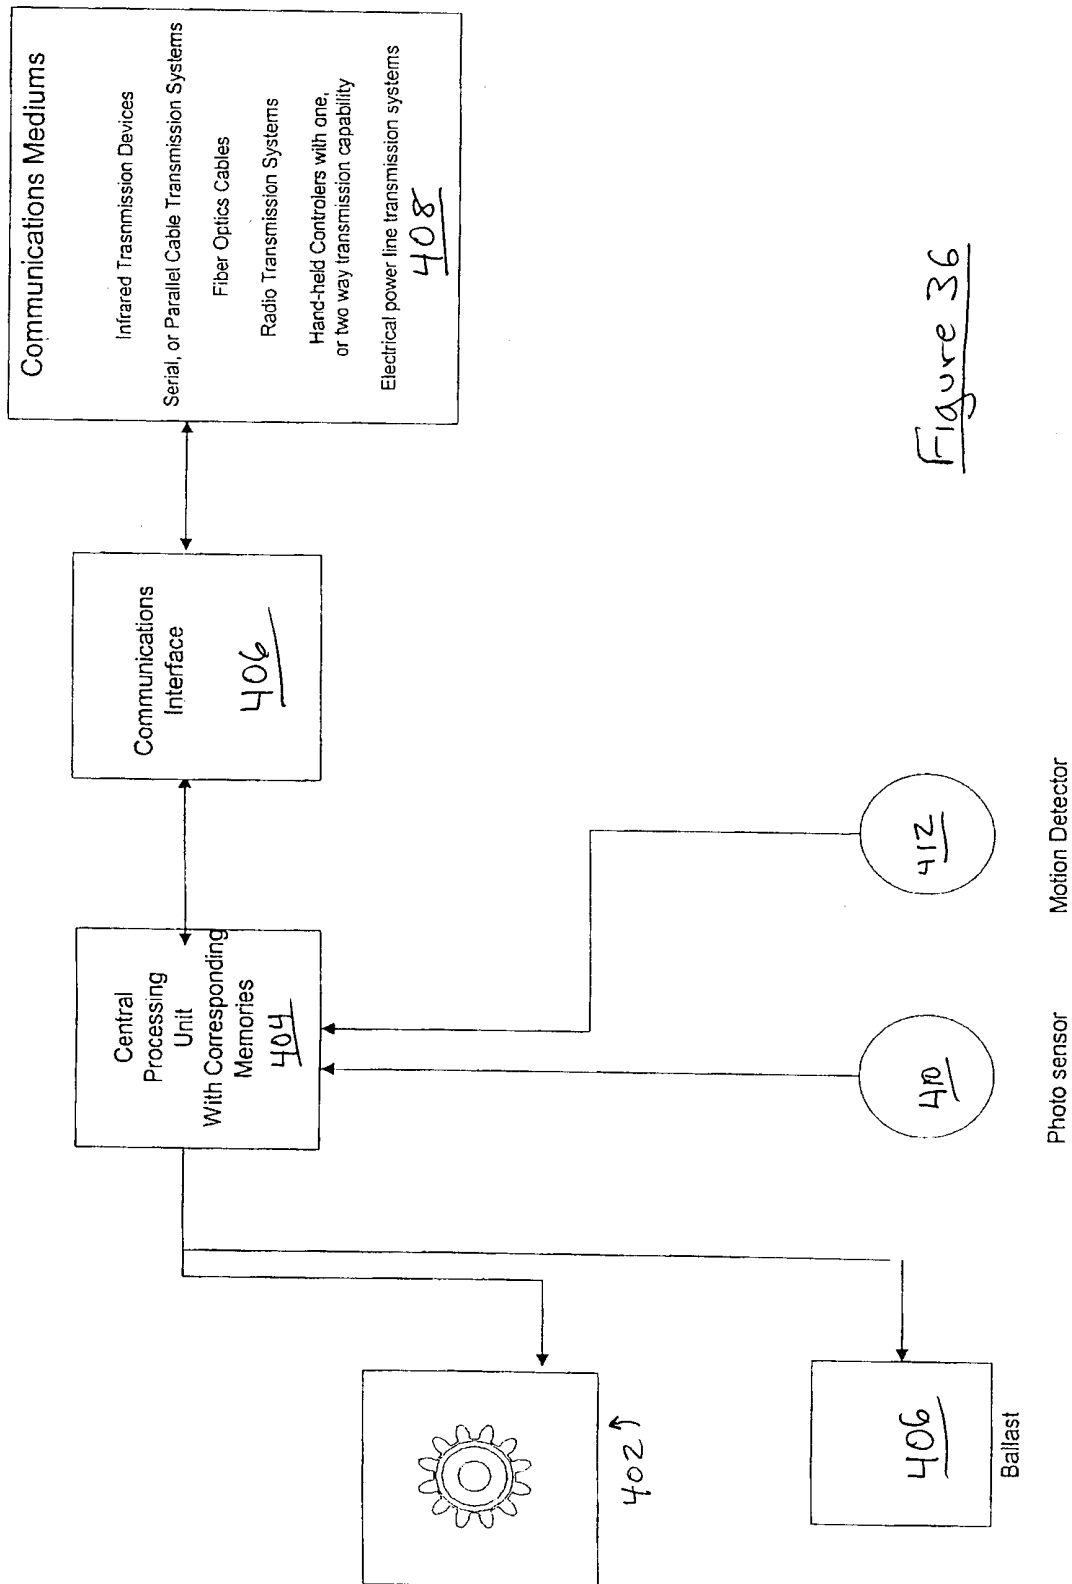 Communications Mediums
Infrared Trasnmission Devices
Serial, or Parallel Cable Transmission Systems
Fiber Optics Cables
Radio Transmission Systems
Hand-held Controlers with one,
or two way transmission capability
Electrical power line transmission systems
408
Communications
Interface
406
Central
Processing
Unit
With Corresponding
Memories
404
402
406
Ballast
410
Photo sensor
412
Motion Detector
Figure 36